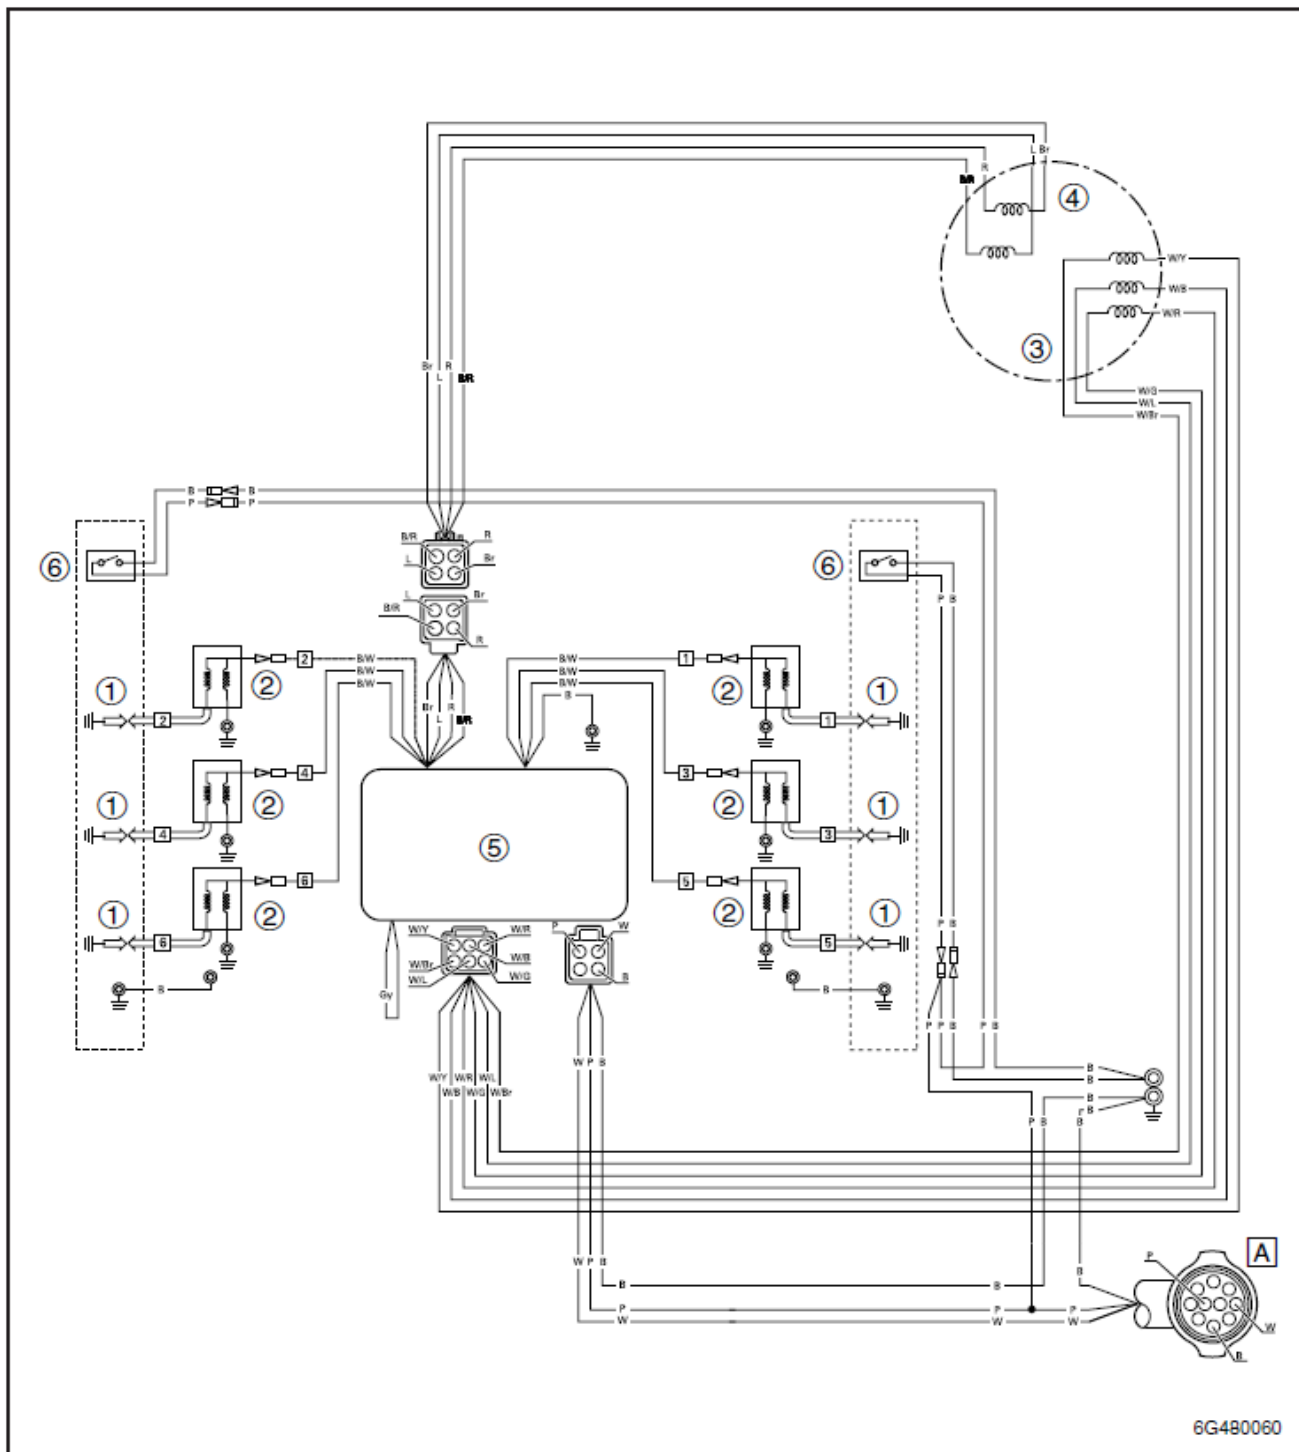 L Br
R
B/R
④
W/Y
W/B
W/R
③
W/G
W/L
W/Br
Br
L
R
B/R
B B
P P
B/R R
L Br
⑥
⑥
L Br
B/R
R
P B
2 B/W
B/W
B/W
B/W 1
B/W
B/W
B
① ② ② ①
2 1
Br L R B/R
4 3
① ② ② ①
4 3
⑤
6 5
① ② ② ①
6 5
W/Y W/R
W/Br W/B
W/L W/G
P W
B
P B
B B
Gy
P P B P B
W P B
W/Y W/R W/L
W/B W/G W/Br
B
B
B
B
P B B
W P B
B
A
P
B B
P P P
W W W
W
B
6G480060